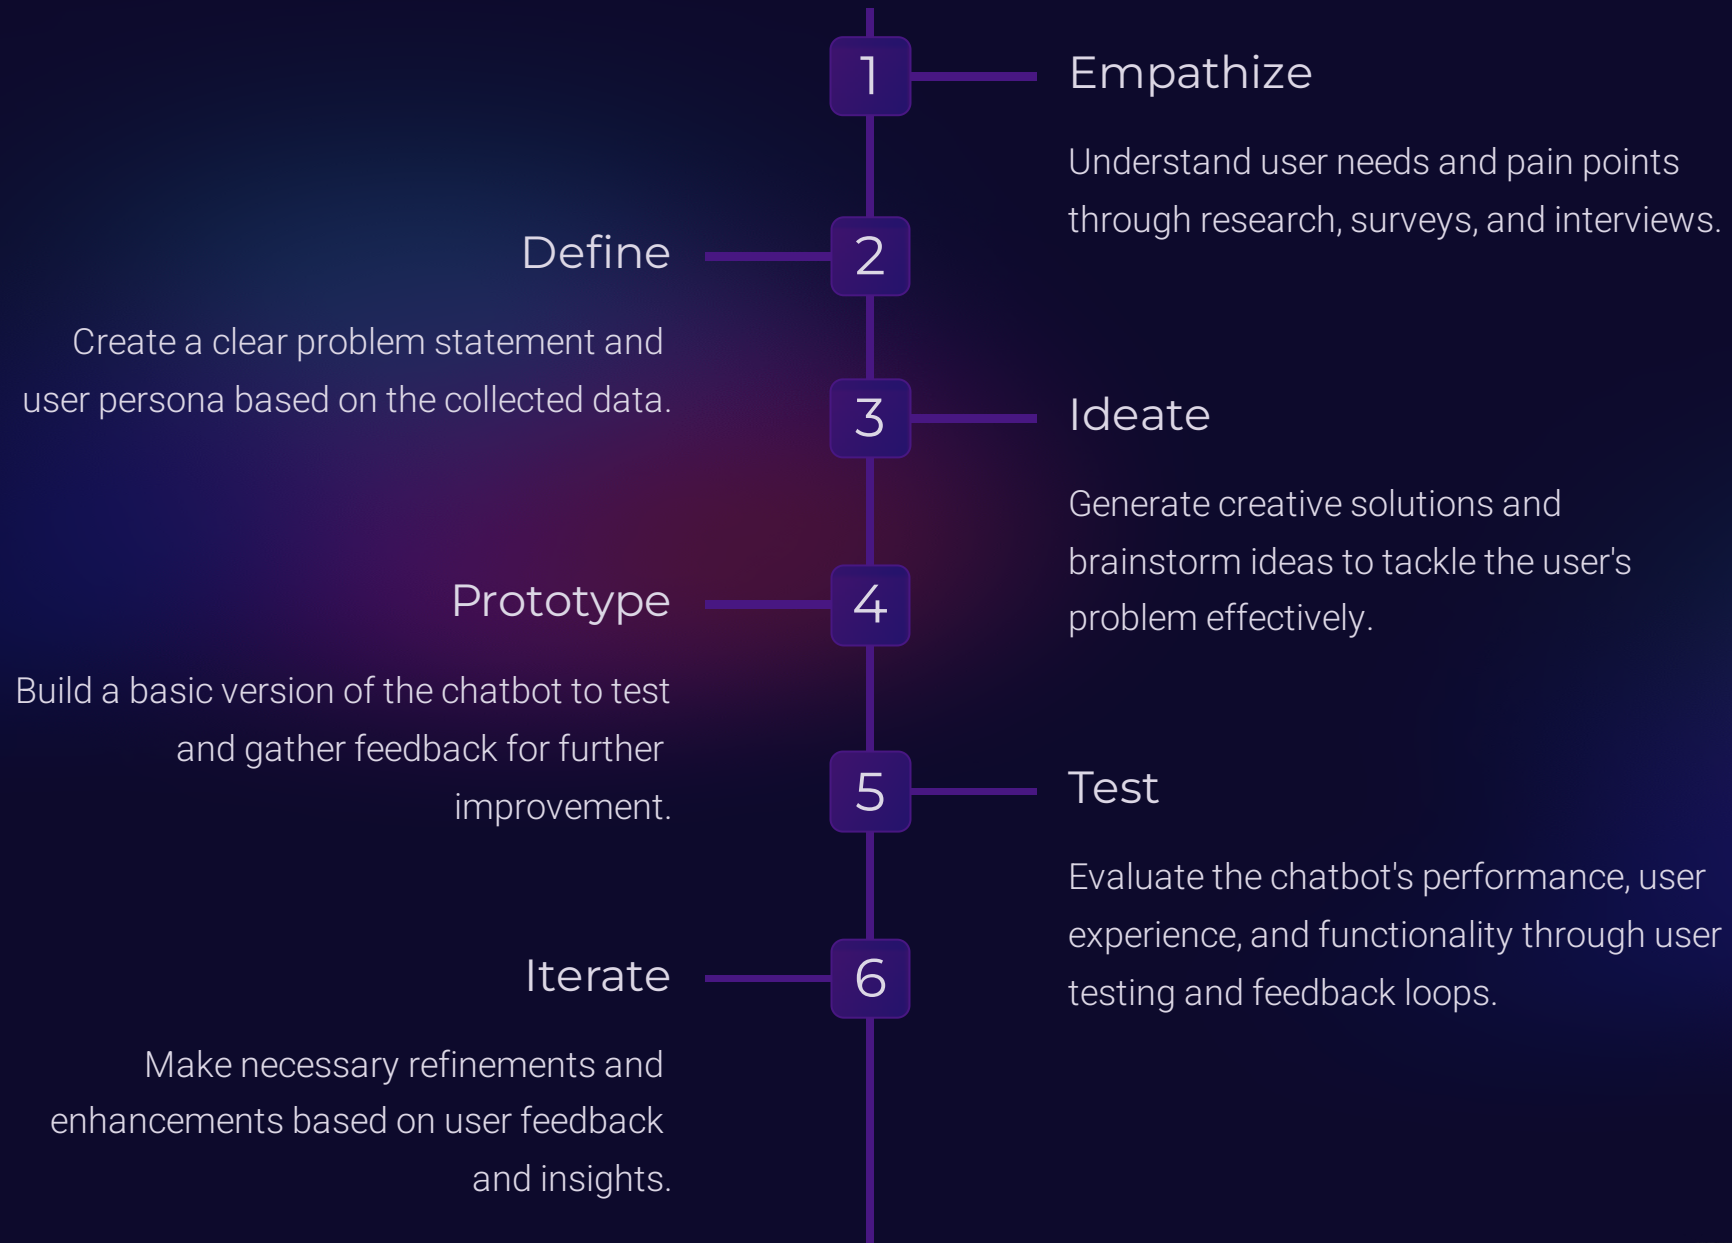 1
Empathize
Understand user needs and pain points
through research, surveys, and interviews.
2
Define
Create a clear problem statement and
user persona based on the collected data.
3
Ideate
Generate creative solutions and
brainstorm ideas to tackle the user's
problem effectively.
4
Prototype
Build a basic version of the chatbot to test
and gather feedback for further
improvement.
5
Test
Evaluate the chatbot's performance, user
experience, and functionality through user
testing and feedback loops.
6
Iterate
Make necessary refinements and
enhancements based on user feedback
and insights.